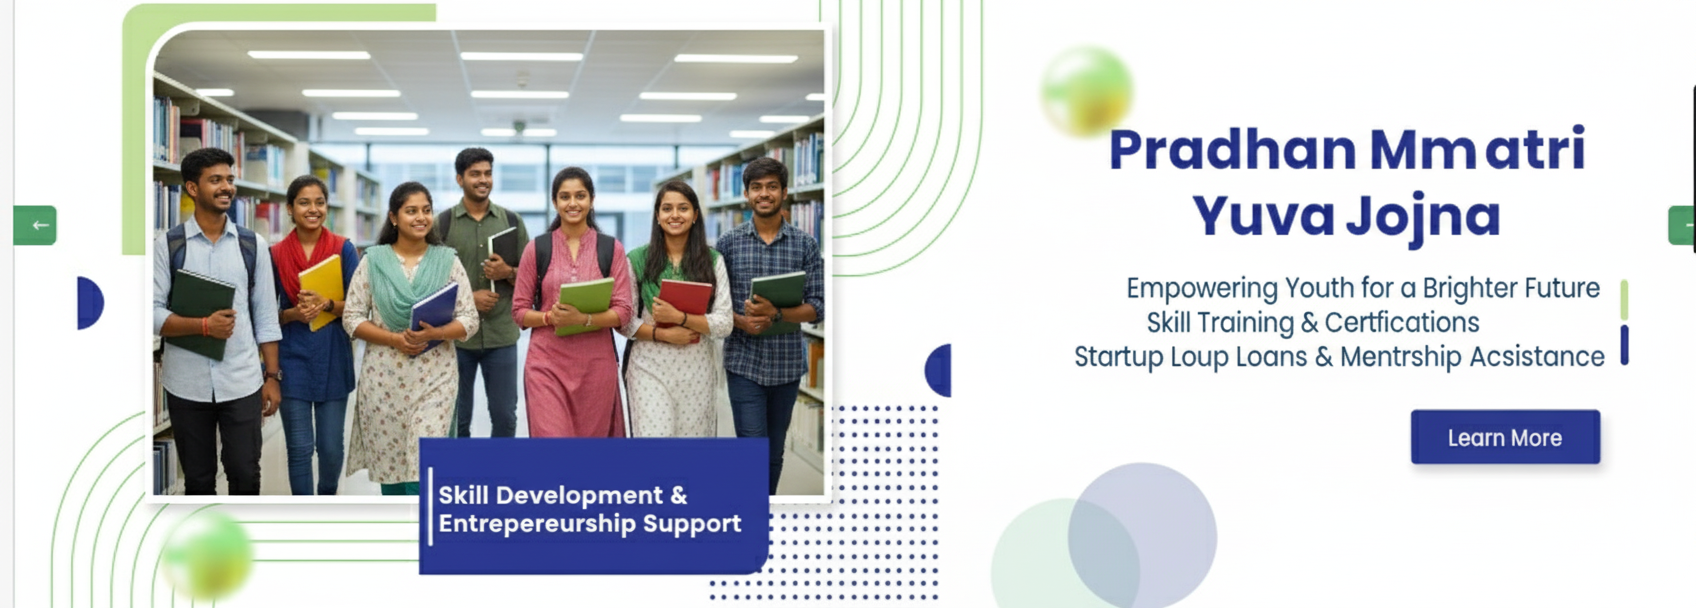 Skill Development &
Entrepereurship Support
Pradhan Mmatri
Yuva Jojna
Empowering Youth for a Brighter Future
Skill Training & Certfications
Startup Loup Loans & Mentrship Acsistance
Learn More